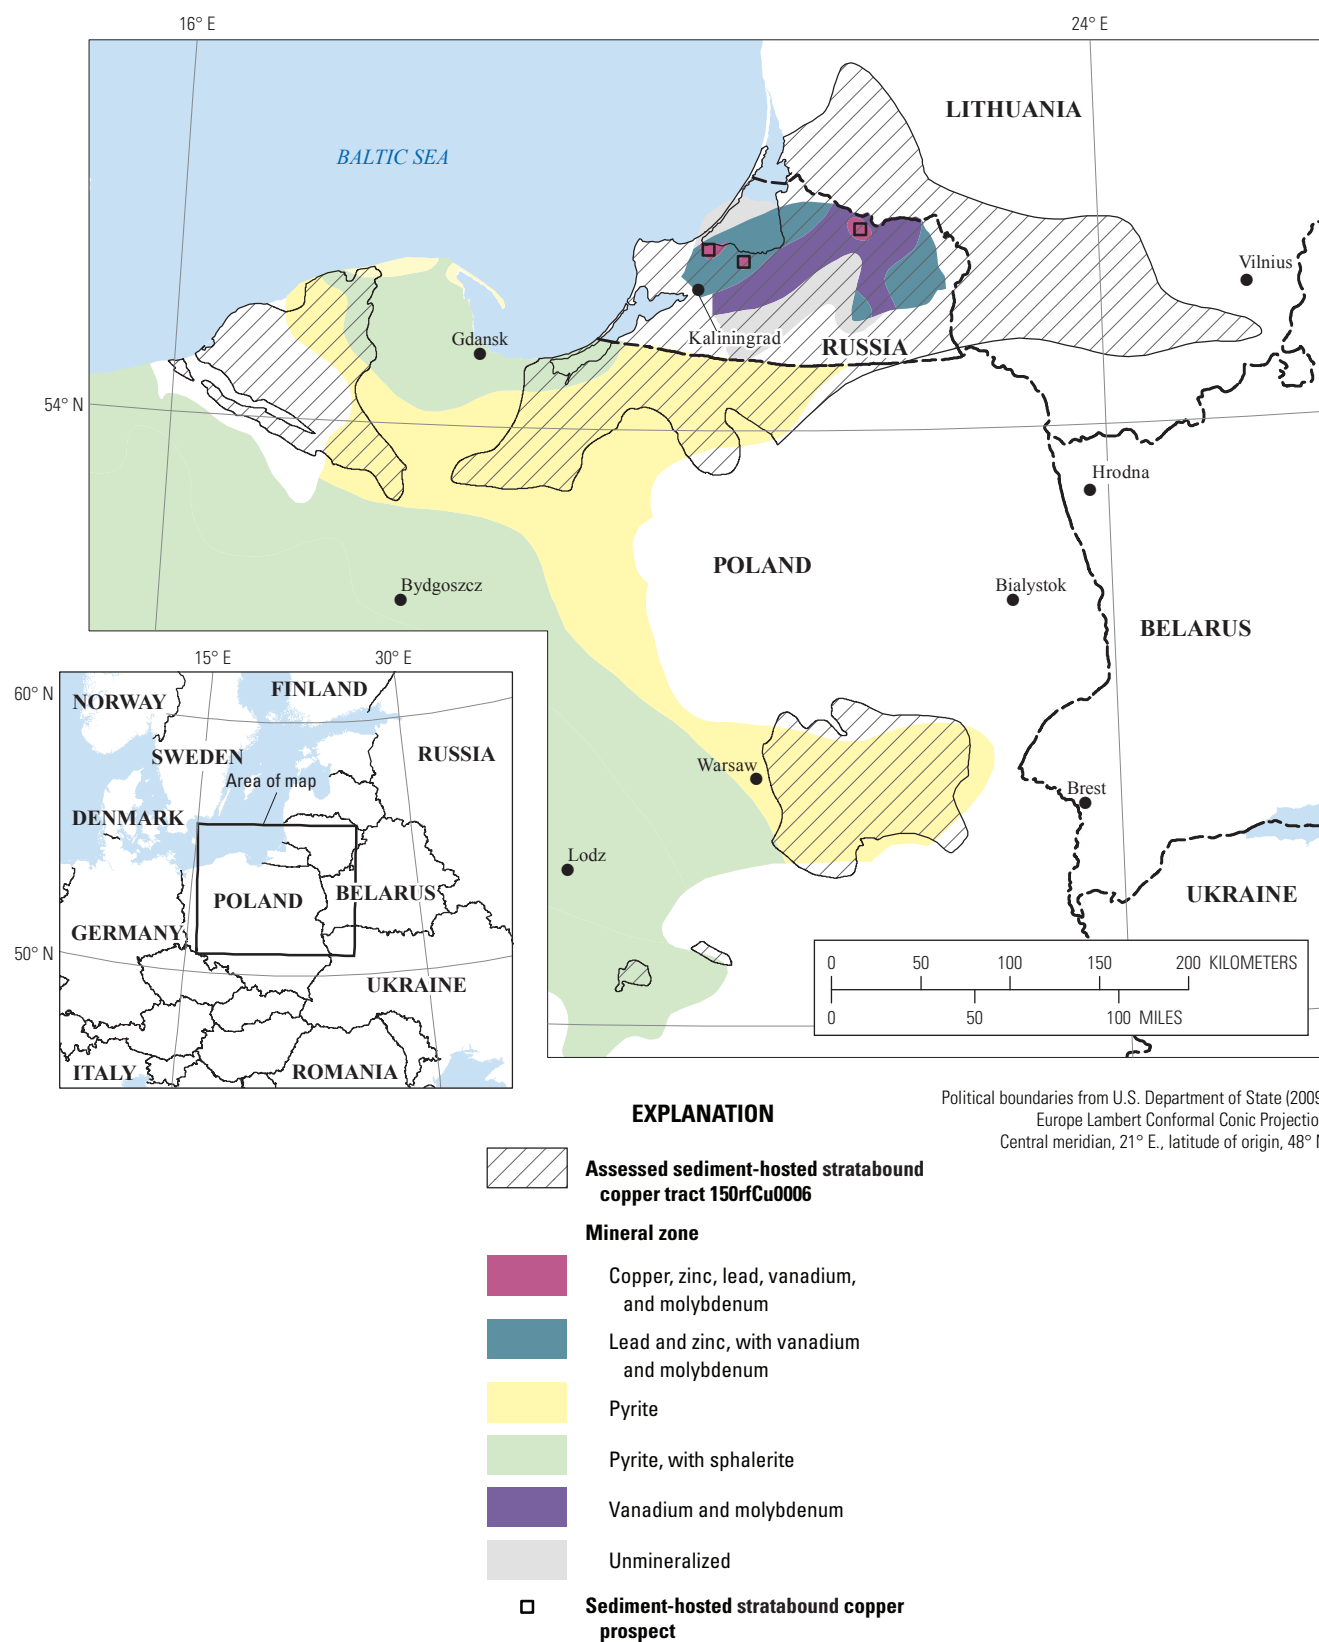 16° E
24° E
LITHUANIA
BALTIC SEA
Vilnius
Kaliningrad
RUSSIA
Gdansk
54° N
Hrodna
POLAND
Bydgoszcz
Bialystok
BELARUS
Warsaw
Brest
Lodz
UKRAINE
0 50 100 150 200 KILOMETERS
0 50 100 MILES
15° E
30° E
60° N
NORWAY
FINLAND
SWEDEN
RUSSIA
Area of map
DENMARK
POLAND
BELARUS
GERMANY
50° N
UKRAINE
ITALY
ROMANIA
Political boundaries from U.S. Department of State (2009
Europe Lambert Conformal Conic Projectio
Central meridian, 21° E., latitude of origin, 48° N
EXPLANATION
Assessed sediment-hosted stratabound
copper tract 150rfCu0006
Mineral zone
Copper, zinc, lead, vanadium,
and molybdenum
Lead and zinc, with vanadium
and molybdenum
Pyrite
Pyrite, with sphalerite
Vanadium and molybdenum
Unmineralized
Sediment-hosted stratabound copper
prospect